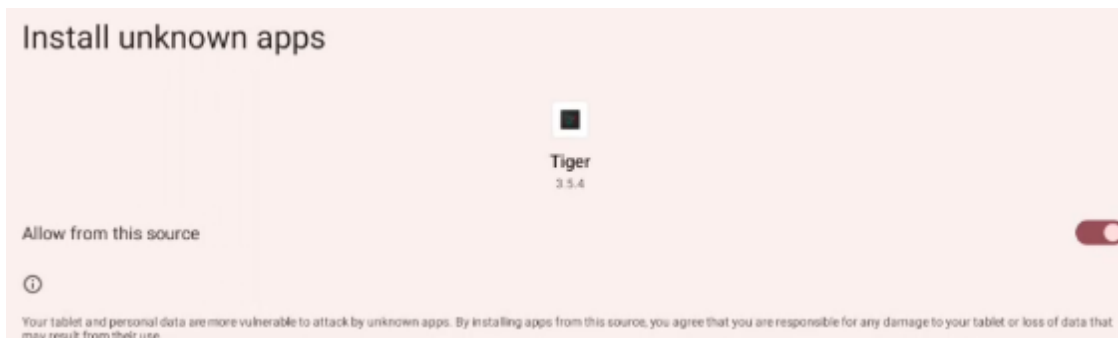 Install unknown apps
Tiger
3.5.4
Allow from this source
Your tablet and personal data are more vulnerable to attack by unknown apps. By installing apps from this source, you agree that you are responsible for any damage to your tablet or loss of data that
may result from their use.